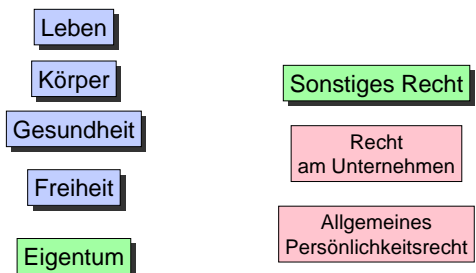 Leben
Körper
Gesundheit
Freiheit
Eigentum
Sonstiges Recht
Recht
am Unternehmen
Allgemeines
Persönlichkeitsrecht